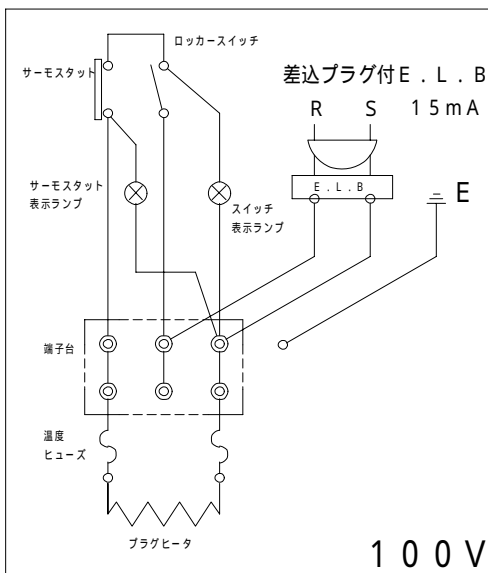 ロッカースイッチ
サーモスタット
差込プラグ付E.L.B
R S 15mA
E.L.B
E
サーモスタット
表示ランプ
スイッチ
表示ランプ
端子台
温度
ヒューズ
プラグヒータ
100V